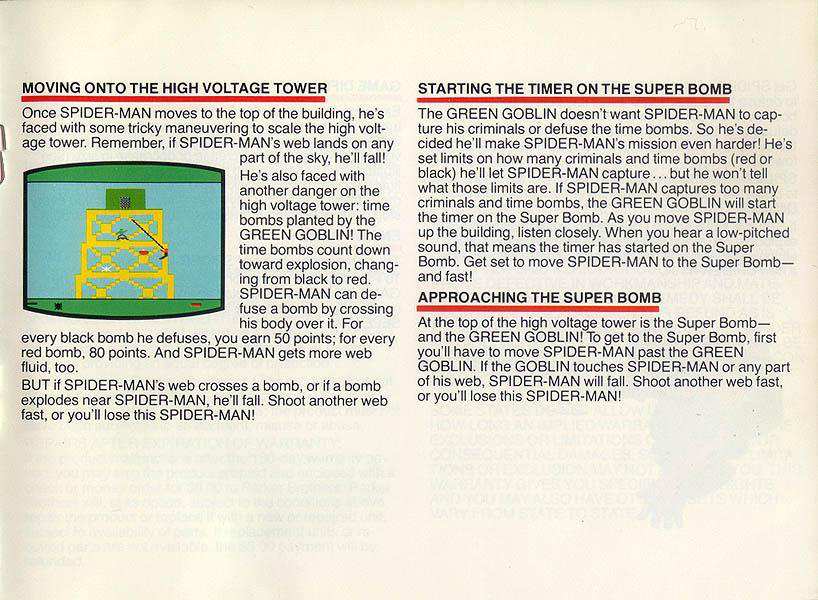 MOVING ONTO THE HIGH VOLTAGE TOWER
Once SPIDER-MAN moves to the top of the building, he's
faced with some tricky maneuvering to scale the high volt-
age tower. Remember, if SPIDER-MAN's web lands on any
part of the sky, he'll fall!
He's also faced with
another danger on the
high voltage tower: time
bombs planted by the
GREEN GOBLIN! The
time bombs count down
toward explosion, chang-
ing from black to red.
SPIDER-MAN can de-
fuse a bomb by crossing
his body over it. For
every black bomb he defuses, you earn 50 points; for every
red bomb, 80 points. And SPIDER-MAN gets more web
fluid, too.
BUT if SPIDER-MAN's web crosses a bomb, or if a bomb
explodes near SPIDER-MAN, he'll fall. Shoot another web
fast, or you'll lose this SPIDER-MAN!
STARTING THE TIMER ON THE SUPER BOMB
The GREEN GOBLIN doesn't want SPIDER-MAN to cap-
ture his criminals or defuse the time bombs. So he's de-
cided he'll make SPIDER-MAN's mission even harder! He's
set limits on how many criminals and time bombs (red or
black) he'll let SPIDER-MAN capture...but he won't tell
what those limits are. If SPIDER-MAN captures too many
criminals and time bombs, the GREEN GOBLIN will start
the timer on the Super Bomb. As you move SPIDER-MAN
up the building, listen closely. When you hear a low-pitched
sound, that means the timer has started on the Super
Bomb. Get set to move SPIDER-MAN to the Super Bomb—
and fast!
APPROACHING THE SUPER BOMB
At the top of the high voltage tower is the Super Bomb—
and the GREEN GOBLIN! To get to the Super Bomb, first
you'll have to move SPIDER-MAN past the GREEN
GOBLIN. If the GOBLIN touches SPIDER-MAN or any part
of his web, SPIDER-MAN will fall. Shoot another web fast,
or you'll lose this SPIDER-MAN!